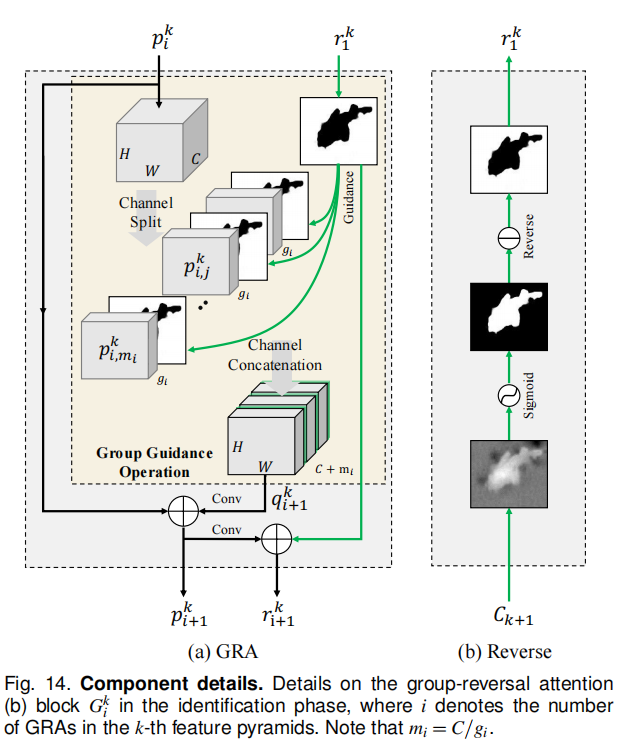 p_i^k
r_1^k
r_1^k
H
W
C
Channel
Split
Guidance
Reverse
g_i
p_{i,j}^k
g_i
p_{i,m_i}^k
g_i
Channel
Concatenation
Sigmoid
Group Guidance
Operation
H
W
C + m_i
Conv
q_{i+1}^k
Conv
p_{i+1}^k
r_{i+1}^k
C_{k+1}
(a) GRA
(b) Reverse
Fig. 14. Component details. Details on the group-reversal attention
(b) block G_i^k in the identification phase, where i denotes the number
of GRAs in the k-th feature pyramids. Note that m_i = C/g_i.